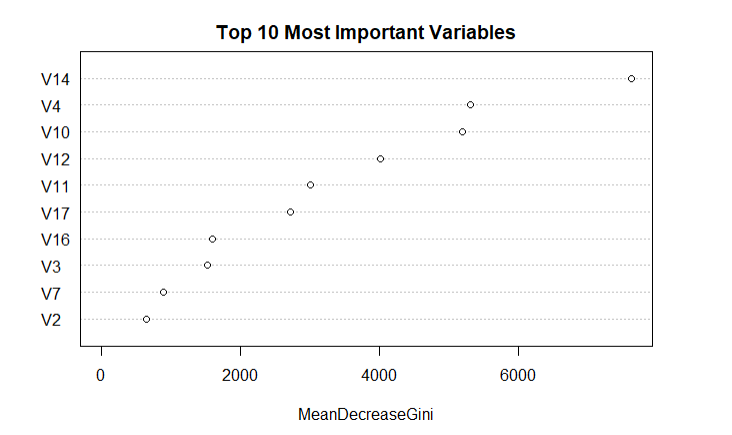 Top 10 Most Important Variables
V14
V4
V10
V12
V11
V17
V16
V3
V7
V2
0 2000 4000 6000
MeanDecreaseGini